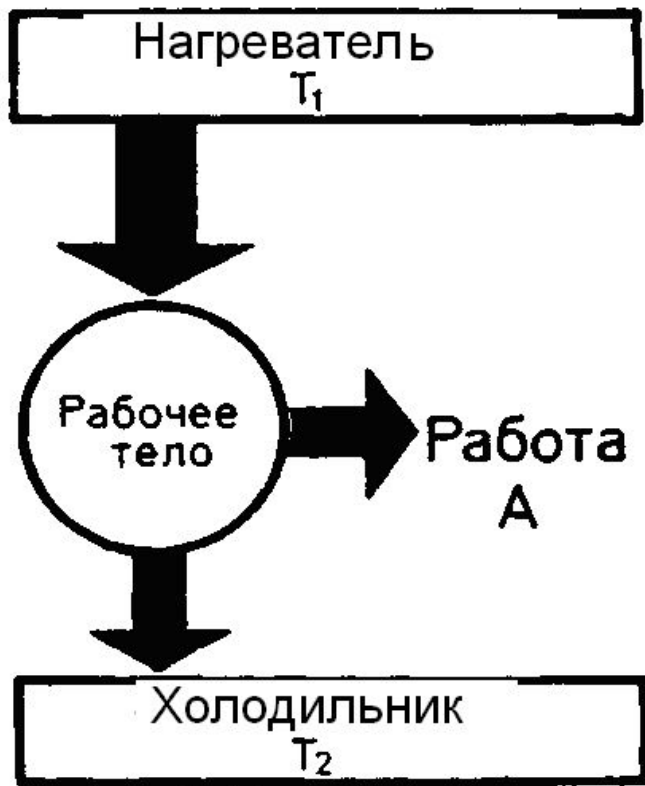 Нагреватель
T₁
Рабочее
тело
Работа
А
Холодильник
T₂